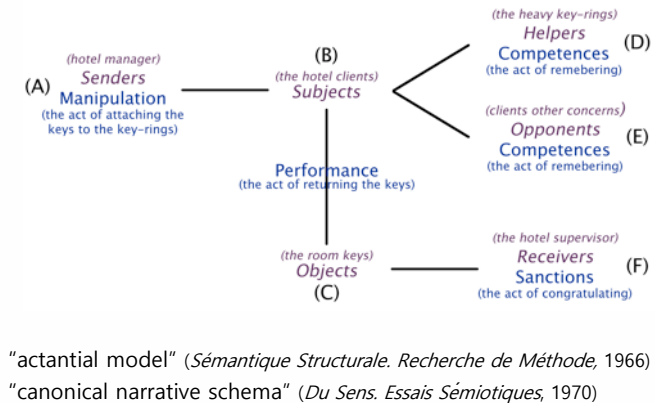 (hotel manager)
Senders
(A)
Manipulation
(the act of attaching the
keys to the key-rings)
(B)
(the hotel clients)
Subjects
(the heavy key-rings)
Helpers
(D)
Competences
(the act of remebering)
(clients other concerns)
Opponents
(E)
Competences
(the act of remebering)
Performance
(the act of returning the keys)
(the room keys)
Objects
(C)
(the hotel supervisor)
Receivers
(F)
Sanctions
(the act of congratulating)
"actantial model" (Sémantique Structurale. Recherche de Méthode, 1966)
"canonical narrative schema" (Du Sens. Essais Sémiotiques, 1970)